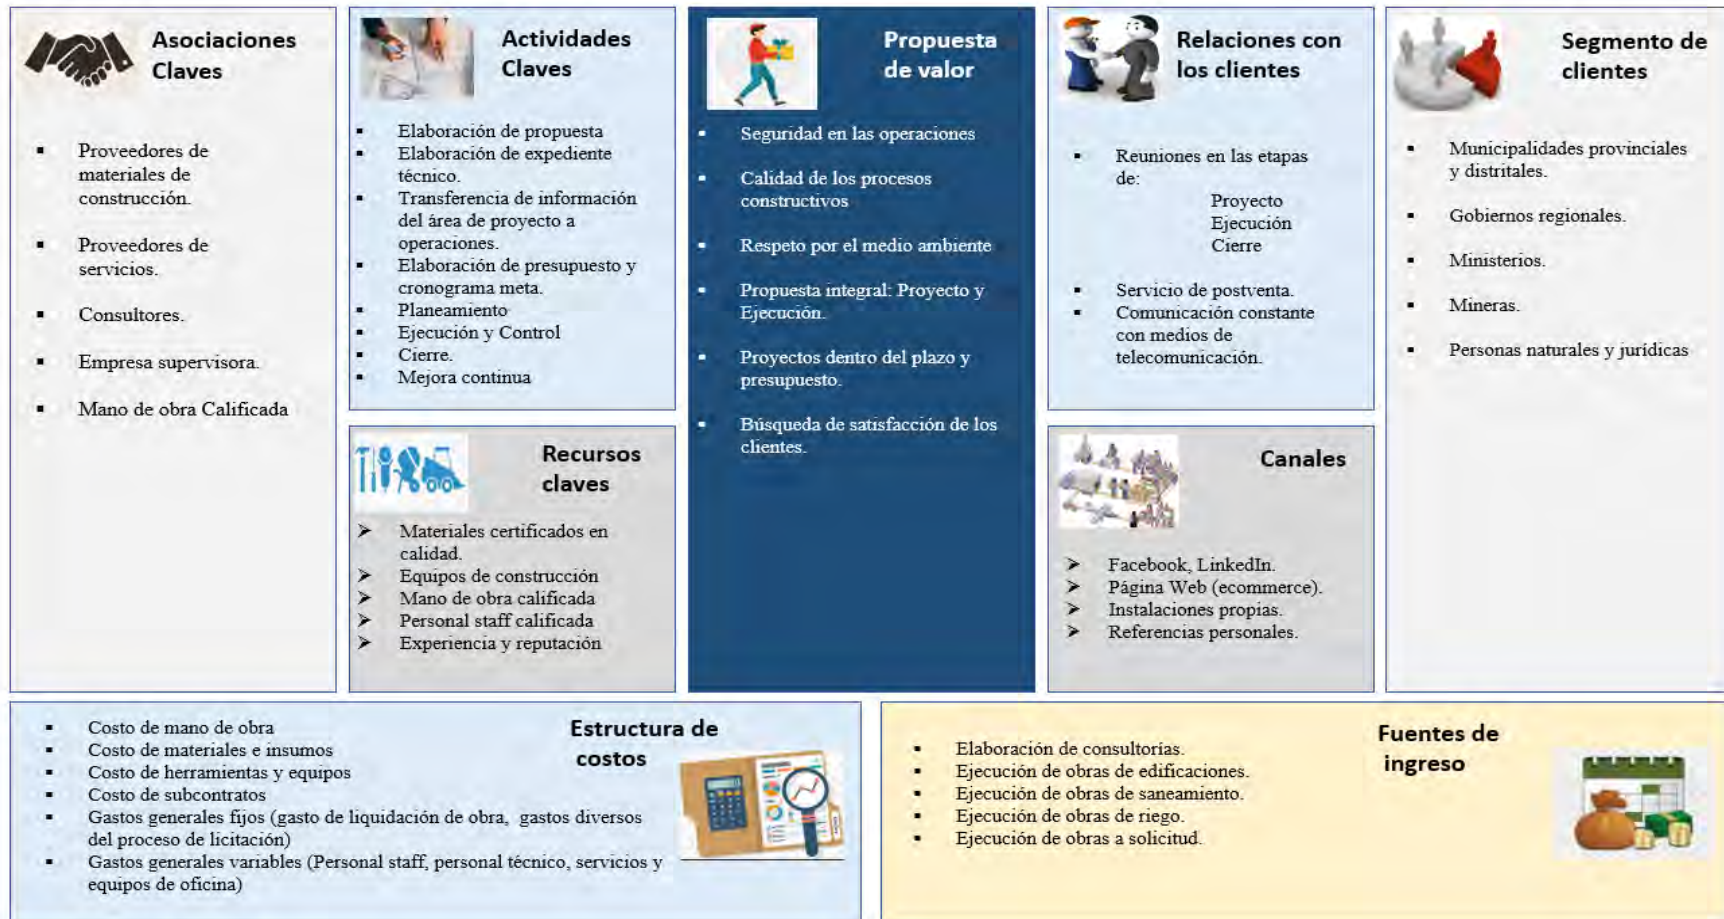 Asociaciones
Claves
Proveedores de
materiales de
construcción.
Proveedores de
servicios.
Consultores.
Empresa supervisora.
Mano de obra Calificada
Actividades
Claves
Elaboración de propuesta
Elaboración de expediente
técnico.
Transferencia de información
del área de proyecto a
operaciones.
Elaboración de presupuesto y
cronograma meta.
Planeamiento
Ejecución y Control
Cierre.
Mejora continua
Recursos
claves
Materiales certificados en
calidad.
Equipos de construcción
Mano de obra calificada
Personal staff calificada
Experiencia y reputación
Propuesta
de valor
Seguridad en las operaciones
Calidad de los procesos
constructivos
Respeto por el medio ambiente
Propuesta integral: Proyecto y
Ejecución.
Proyectos dentro del plazo y
presupuesto.
Búsqueda de satisfacción de los
clientes.
Relaciones con
los clientes
Reuniones en las etapas
de:
Proyecto
Ejecución
Cierre
Servicio de postventa.
Comunicación constante
con medios de
telecomunicación.
Canales
Facebook, LinkedIn.
Página Web (ecommerce).
Instalaciones propias.
Referencias personales.
Segmento de
clientes
Municipalidades provinciales
y distritales.
Gobiernos regionales.
Ministerios.
Mineras.
Personas naturales y jurídicas
Estructura de
costos
Costo de mano de obra
Costo de materiales e insumos
Costo de herramientas y equipos
Costo de subcontratos
Gastos generales fijos (gasto de liquidación de obra, gastos diversos
del proceso de licitación)
Gastos generales variables (Personal staff, personal técnico, servicios y
equipos de oficina)
Fuentes de
ingreso
Elaboración de consultorías.
Ejecución de obras de edificaciones.
Ejecución de obras de saneamiento.
Ejecución de obras de riego.
Ejecución de obras a solicitud.